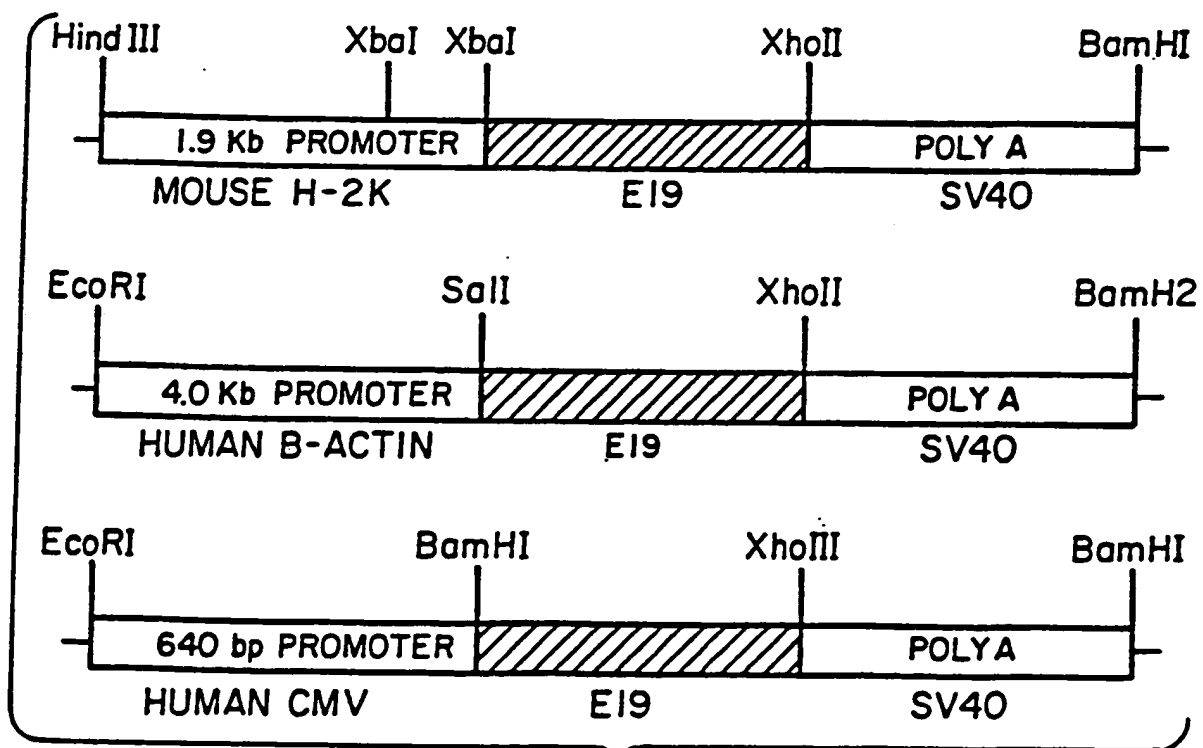 Hind III XbaI XbaI XhoII BamHI
1.9 Kb PROMOTER POLY A
MOUSE H-2K E19 SV40
EcoRI SalI XhoII BamH2
4.0 Kb PROMOTER POLY A
HUMAN B-ACTIN E19 SV40
EcoRI BamHI XhoIII BamHI
640 bp PROMOTER POLY A
HUMAN CMV E19 SV40